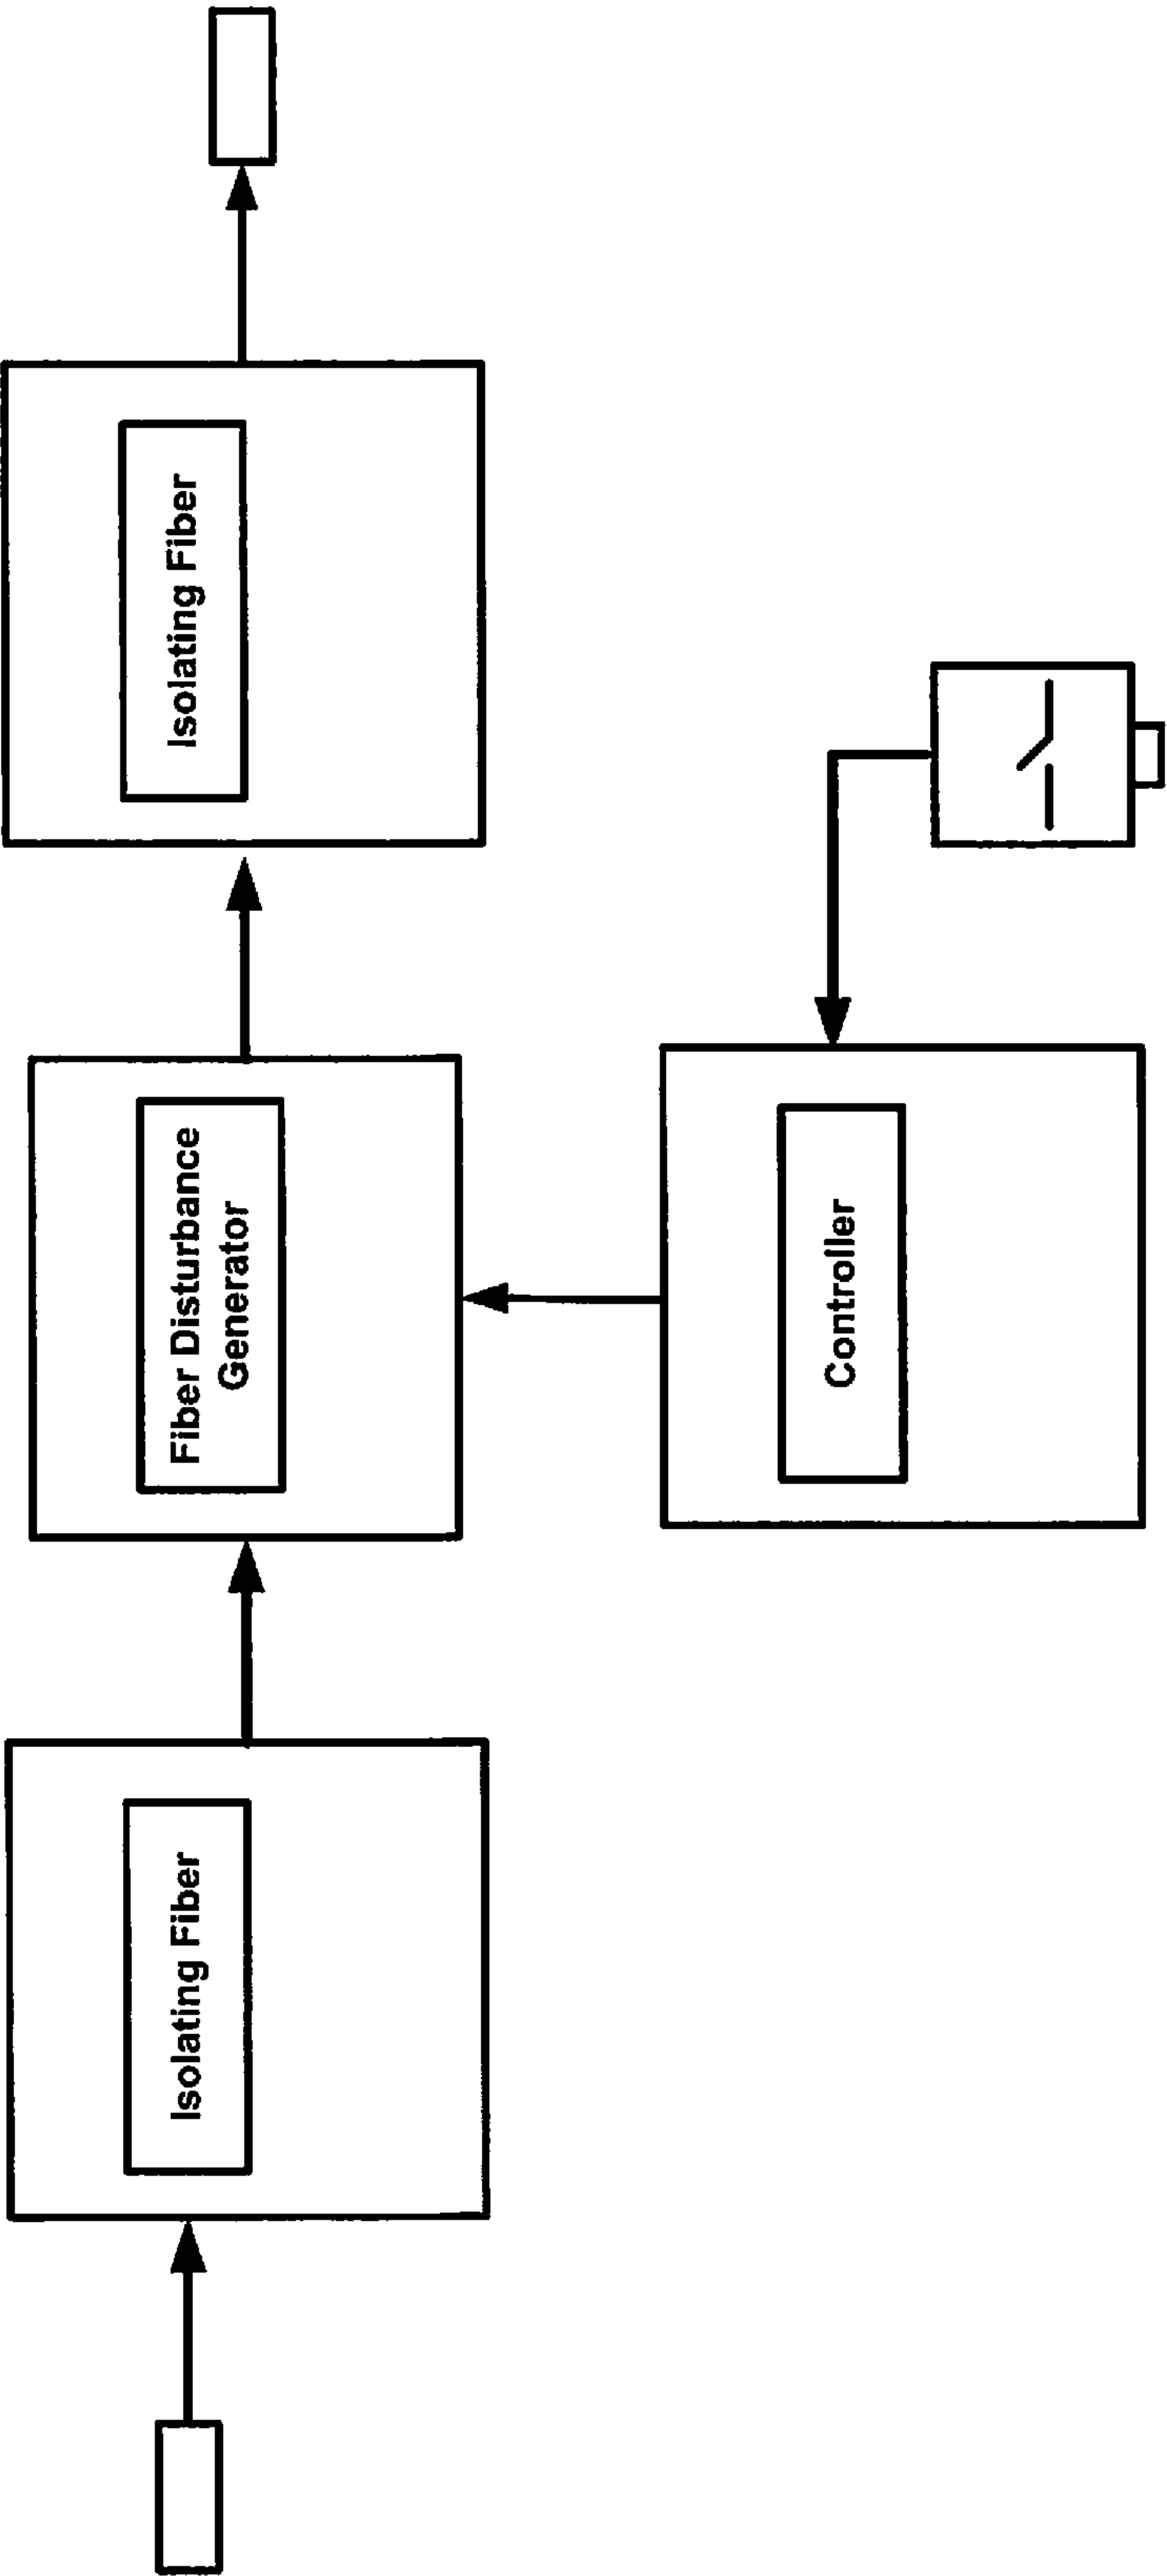 Isolating Fiber
Fiber Disturbance
Generator
Isolating Fiber
Controller